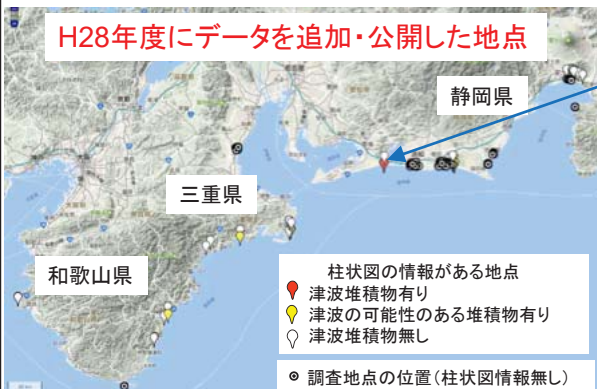 H28年度にデータを追加・公開した地点
静岡県
三重県
和歌山県
柱状図の情報がある地点
津波堆積物有り
津波の可能性のある堆積物有り
津波堆積物無し
調査地点の位置(柱状図情報無し)